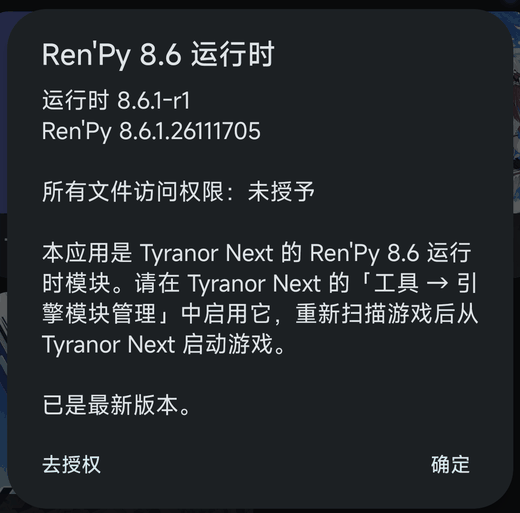 Ren'Py 8.6 运行时
运行时 8.6.1-r1
Ren'Py 8.6.1.26111705
所有文件访问权限：未授予
本应用是 Tyranor Next 的 Ren'Py 8.6 运行
时模块。请在 Tyranor Next 的「工具 → 引
擎模块管理」中启用它，重新扫描游戏后从
Tyranor Next 启动游戏。
已是最新版本。
去授权
确定